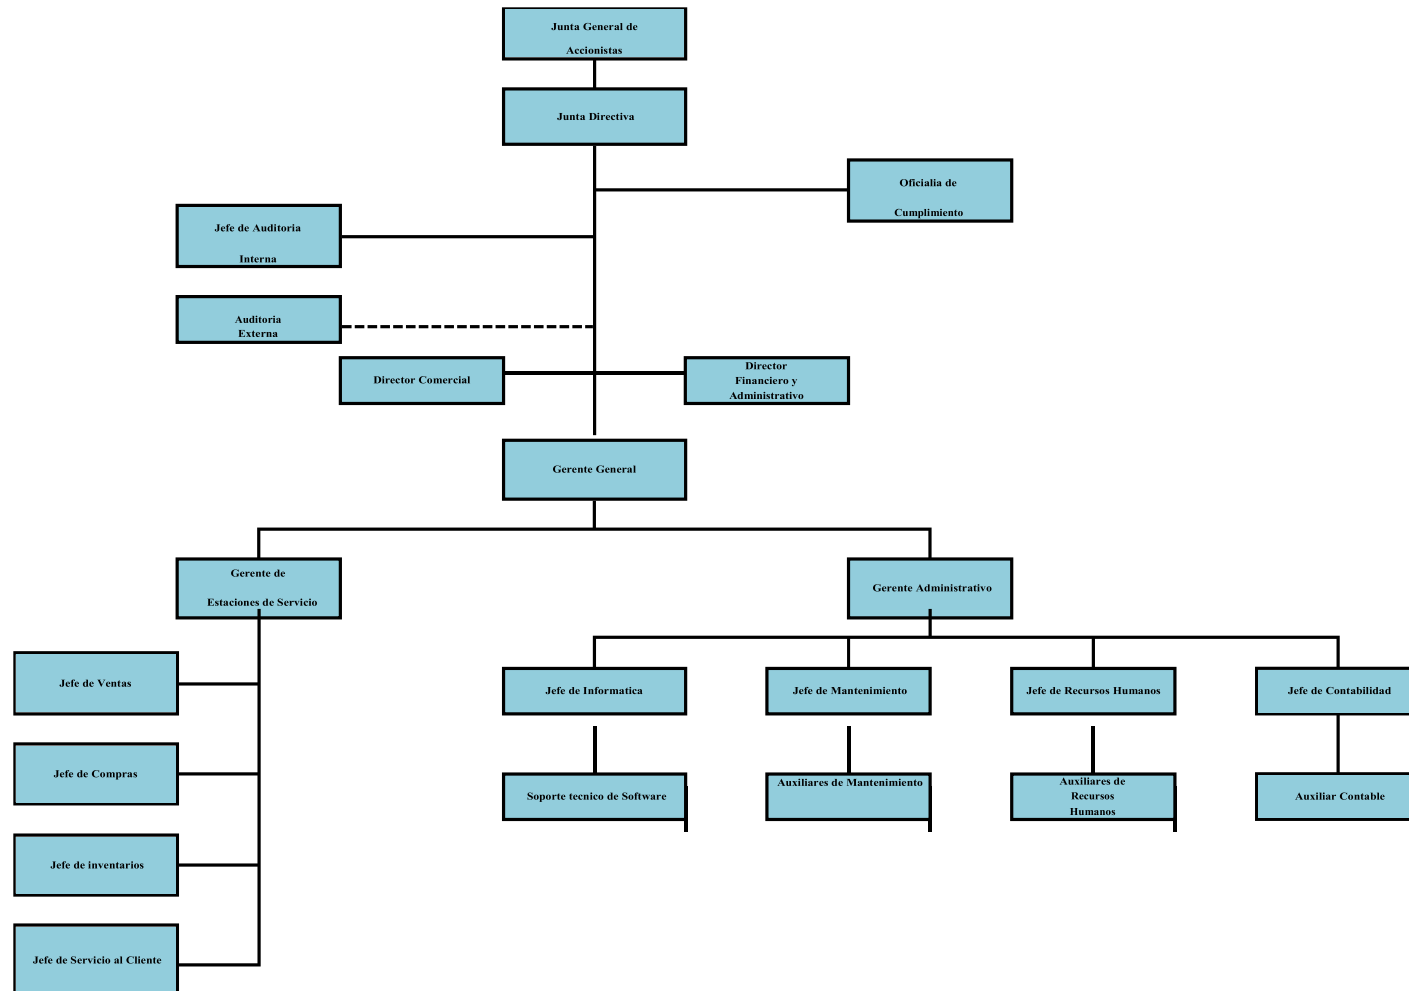 Junta General de
Accionistas
Junta Directiva
Oficialia de
Cumplimiento
Jefe de Auditoria
Interna
Auditoria
Externa
Director Comercial
Director
Financiero y
Administrativo
Gerente General
Gerente de
Estaciones de Servicio
Gerente Administrativo
Jefe de Ventas
Jefe de Compras
Jefe de inventarios
Jefe de Servicio al Cliente
Jefe de Informatica
Jefe de Mantenimiento
Jefe de Recursos Humanos
Jefe de Contabilidad
Soporte tecnico de Software
Auxiliares de Mantenimiento
Auxiliares de
Recursos
Humanos
Auxiliar Contable